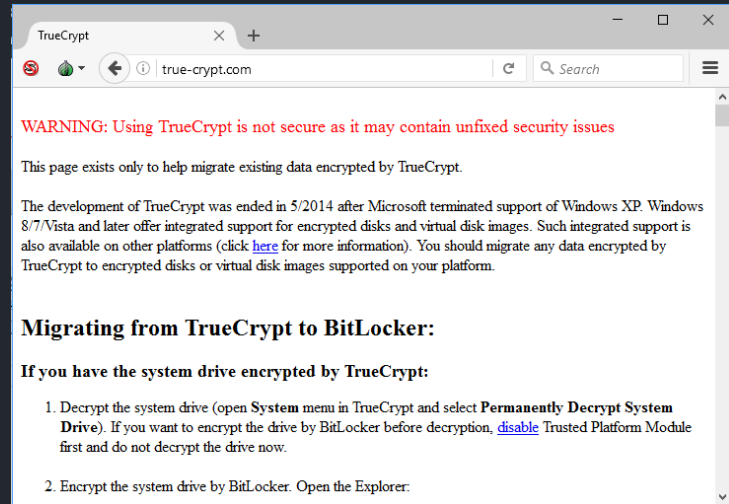 TrueCrypt
true-crypt.com
Search
WARNING: Using TrueCrypt is not secure as it may contain unfixed security issues
This page exists only to help migrate existing data encrypted by TrueCrypt.
The development of TrueCrypt was ended in 5/2014 after Microsoft terminated support of Windows XP. Windows
8/7/Vista and later offer integrated support for encrypted disks and virtual disk images. Such integrated support is
also available on other platforms (click here for more information). You should migrate any data encrypted by
TrueCrypt to encrypted disks or virtual disk images supported on your platform.
Migrating from TrueCrypt to BitLocker:
If you have the system drive encrypted by TrueCrypt:
1. Decrypt the system drive (open System menu in TrueCrypt and select Permanently Decrypt System
Drive). If you want to encrypt the drive by BitLocker before decryption, disable Trusted Platform Module
first and do not decrypt the drive now.
2. Encrypt the system drive by BitLocker. Open the Explorer: